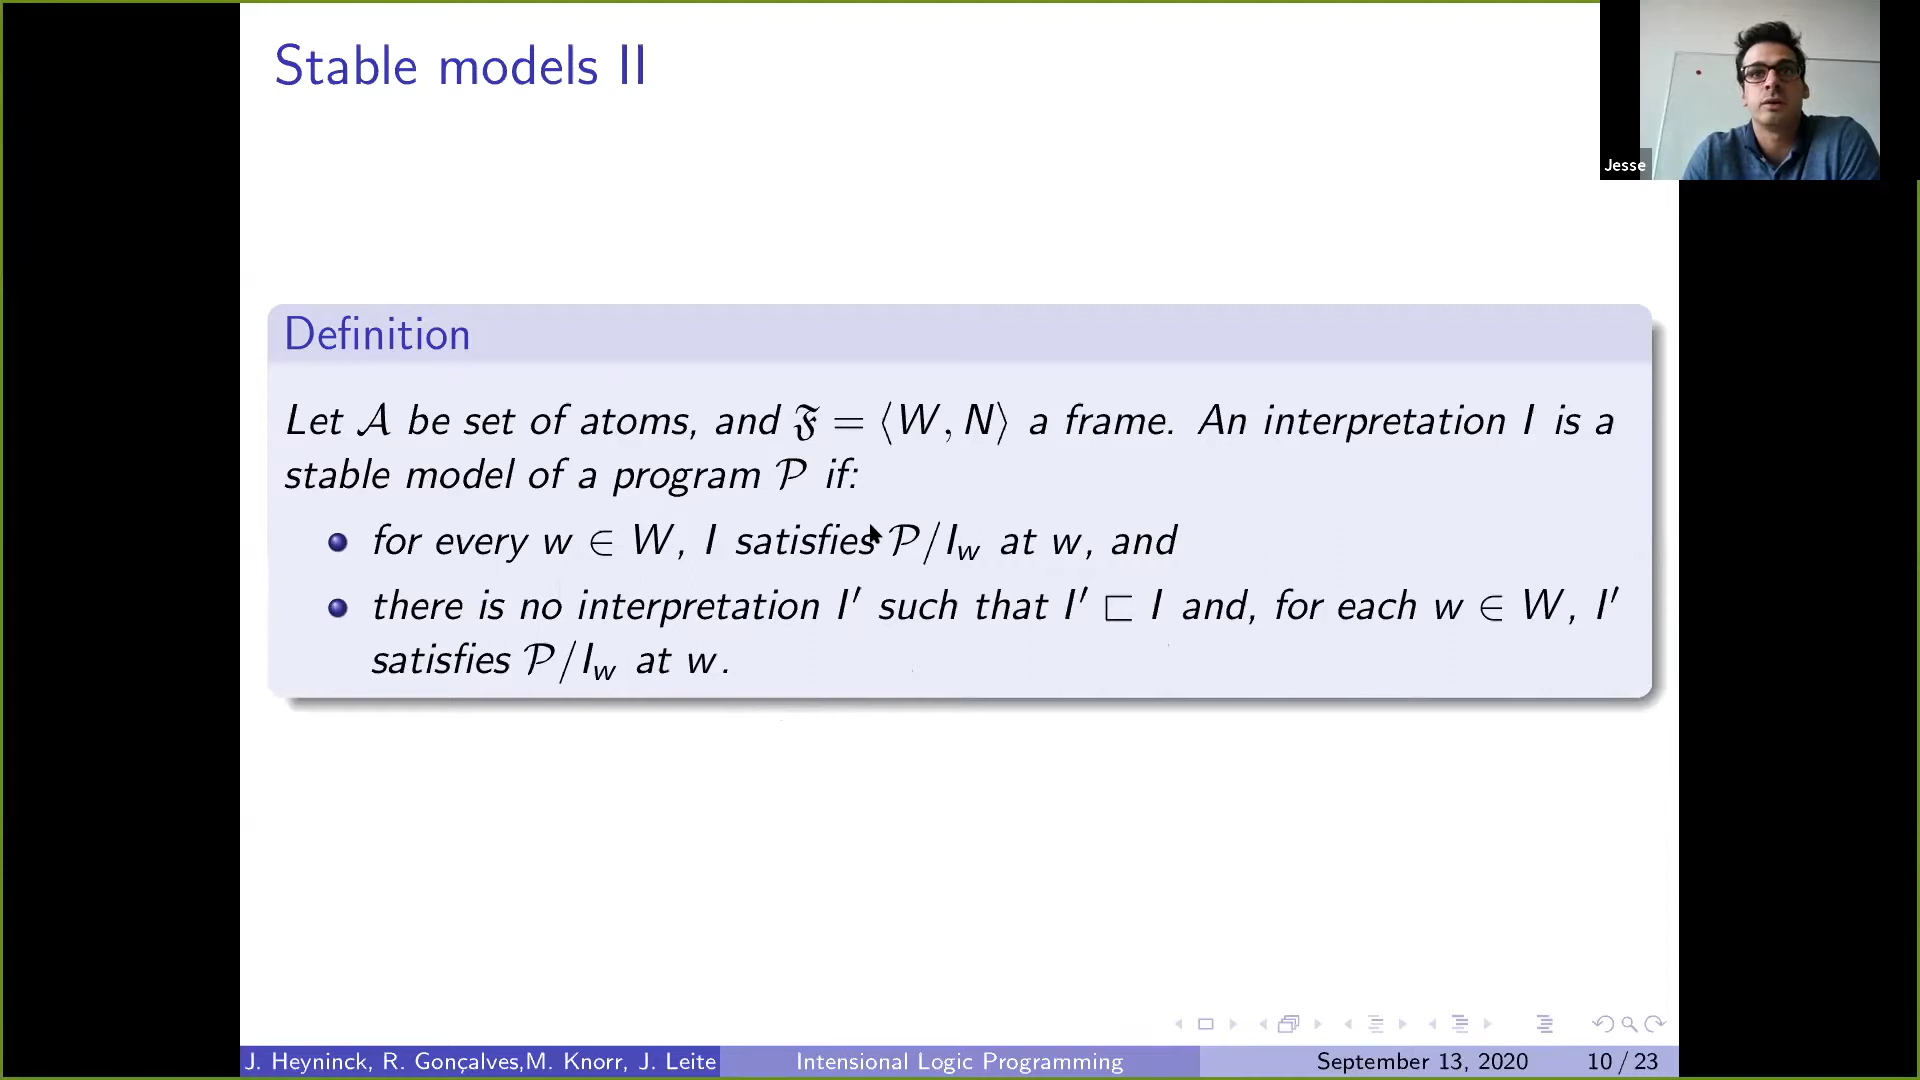 Stable models II
Jesse
Definition
Let 𝒜 be set of atoms, and 𝔉 = ⟨W, N⟩ a frame. An interpretation I is a
stable model of a program 𝒫 if:
for every w ∈ W, I satisfies 𝒫/I_w at w, and
there is no interpretation I′ such that I′ ⊏ I and, for each w ∈ W, I′
satisfies 𝒫/I_w at w.
J. Heyninck, R. Gonçalves,M. Knorr, J. Leite
Intensional Logic Programming
September 13, 2020
10 / 23